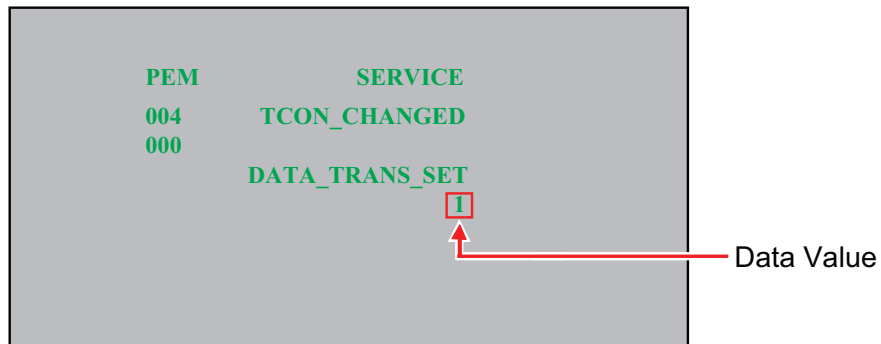 PEM SERVICE
004 TCON_CHANGED
000
DATA_TRANS_SET
1
Data Value